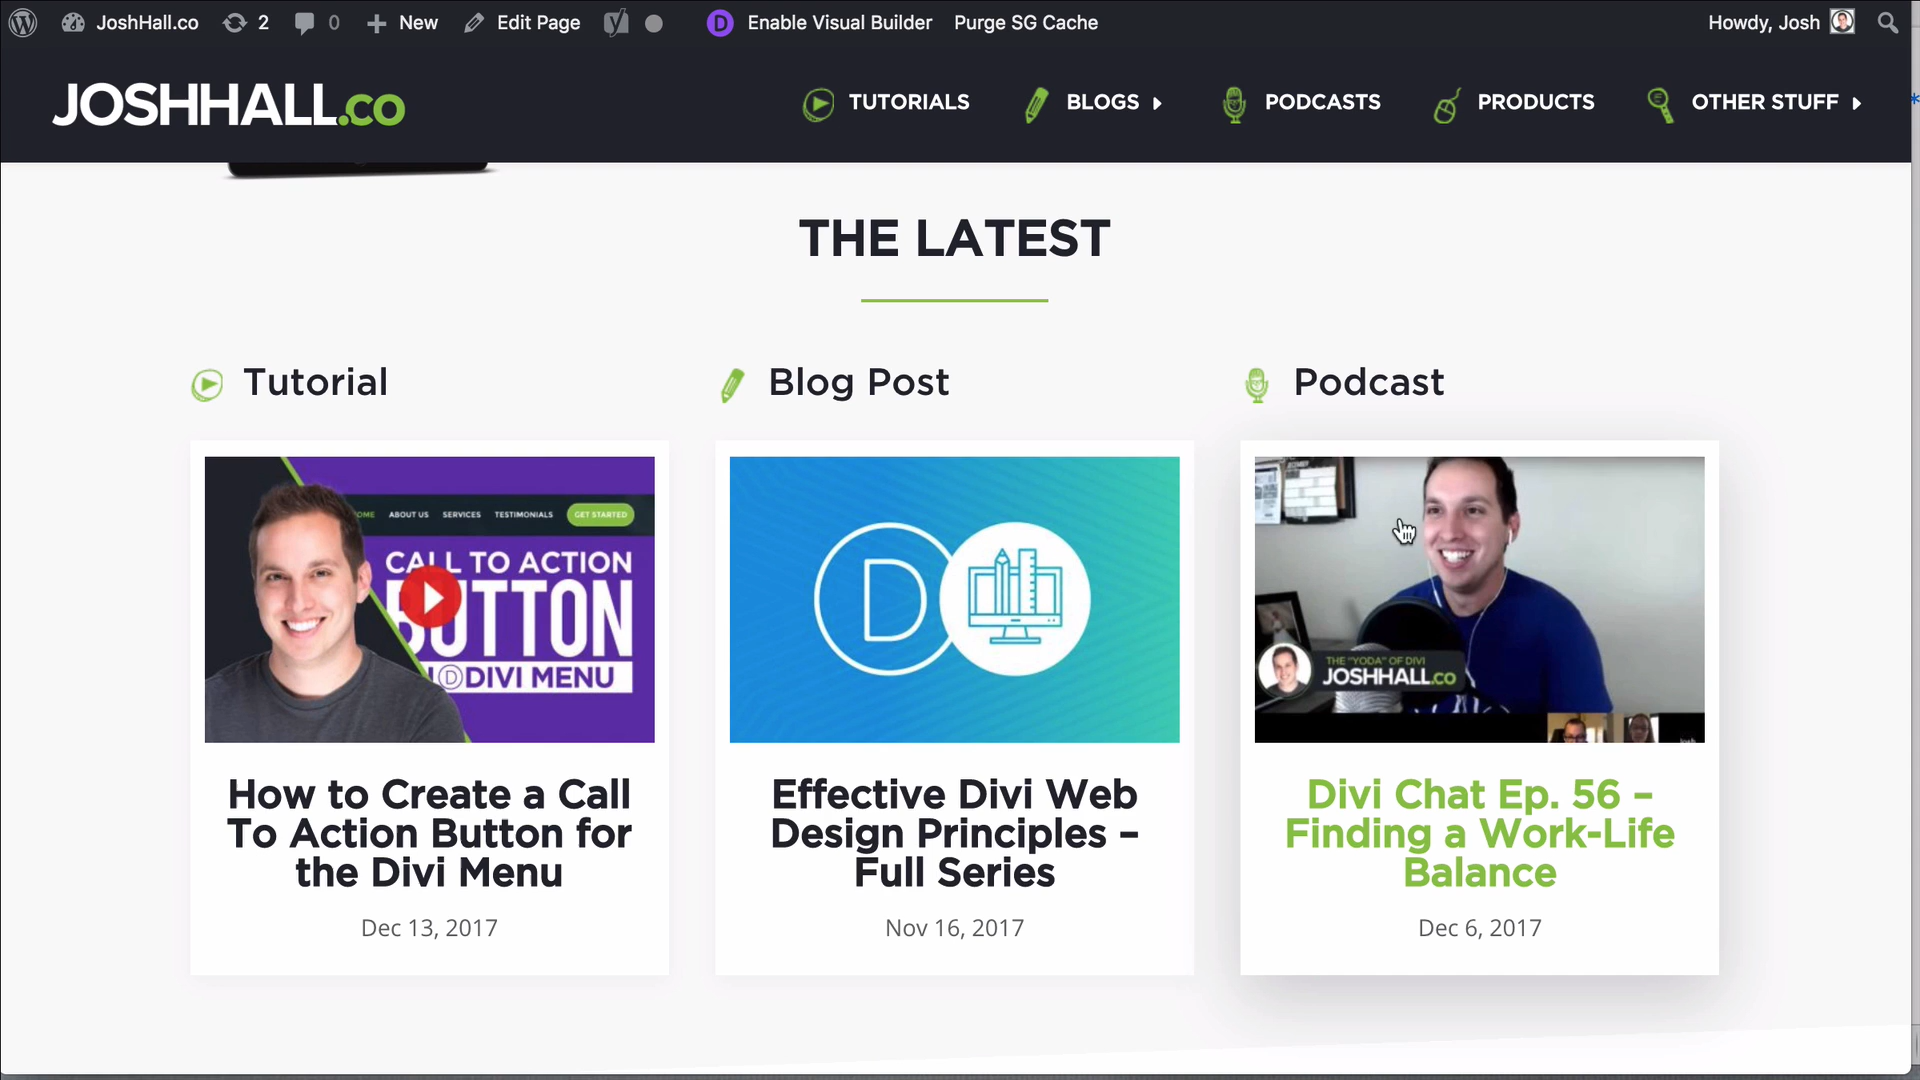 JoshHall.co 2 0 New Edit Page Enable Visual Builder Purge SG Cache Howdy, Josh
JOSHHALL.co TUTORIALS BLOGS PODCASTS PRODUCTS OTHER STUFF
THE LATEST
Tutorial Blog Post Podcast
ABOUT US SERVICES TESTIMONIALS GET STARTED
CALL TO ACTION
BUTTON
DIVI MENU
D
THE "YODA" OF DIVI
JOSHHALL.co
How to Create a Call
To Action Button for
the Divi Menu
Dec 13, 2017
Effective Divi Web
Design Principles –
Full Series
Nov 16, 2017
Divi Chat Ep. 56 –
Finding a Work-Life
Balance
Dec 6, 2017